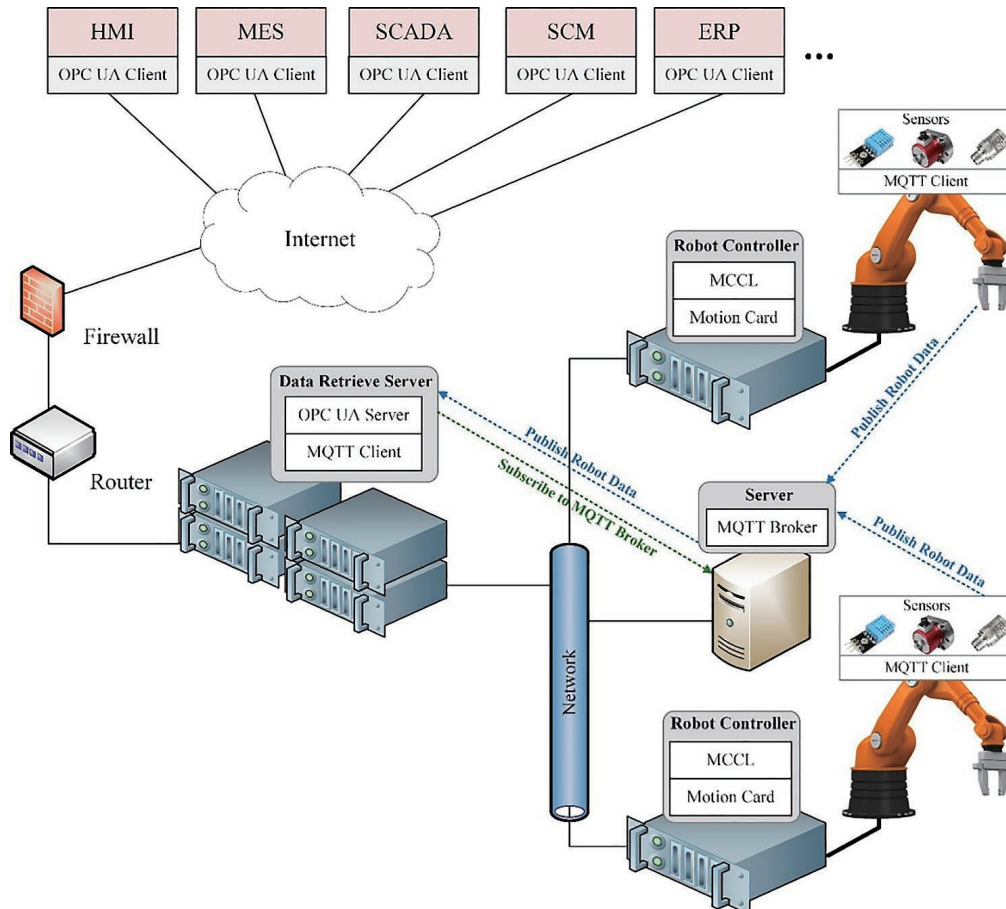 HMI
OPC UA Client
MES
OPC UA Client
SCADA
OPC UA Client
SCM
OPC UA Client
ERP
OPC UA Client
...
Sensors
MQTT Client
Internet
Robot Controller
MCCL
Motion Card
Firewall
Publish Robot Data
Data Retrieve Server
OPC UA Server
MQTT Client
Publish Robot Data
Subscribe to MQTT Broker
Router
Server
MQTT Broker
Publish Robot Data
Sensors
MQTT Client
Network
Robot Controller
MCCL
Motion Card